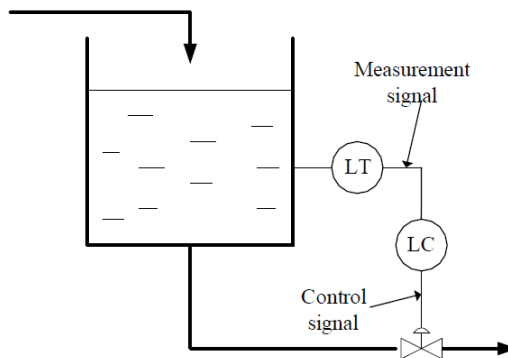 Measurement
signal
LT
LC
Control
signal